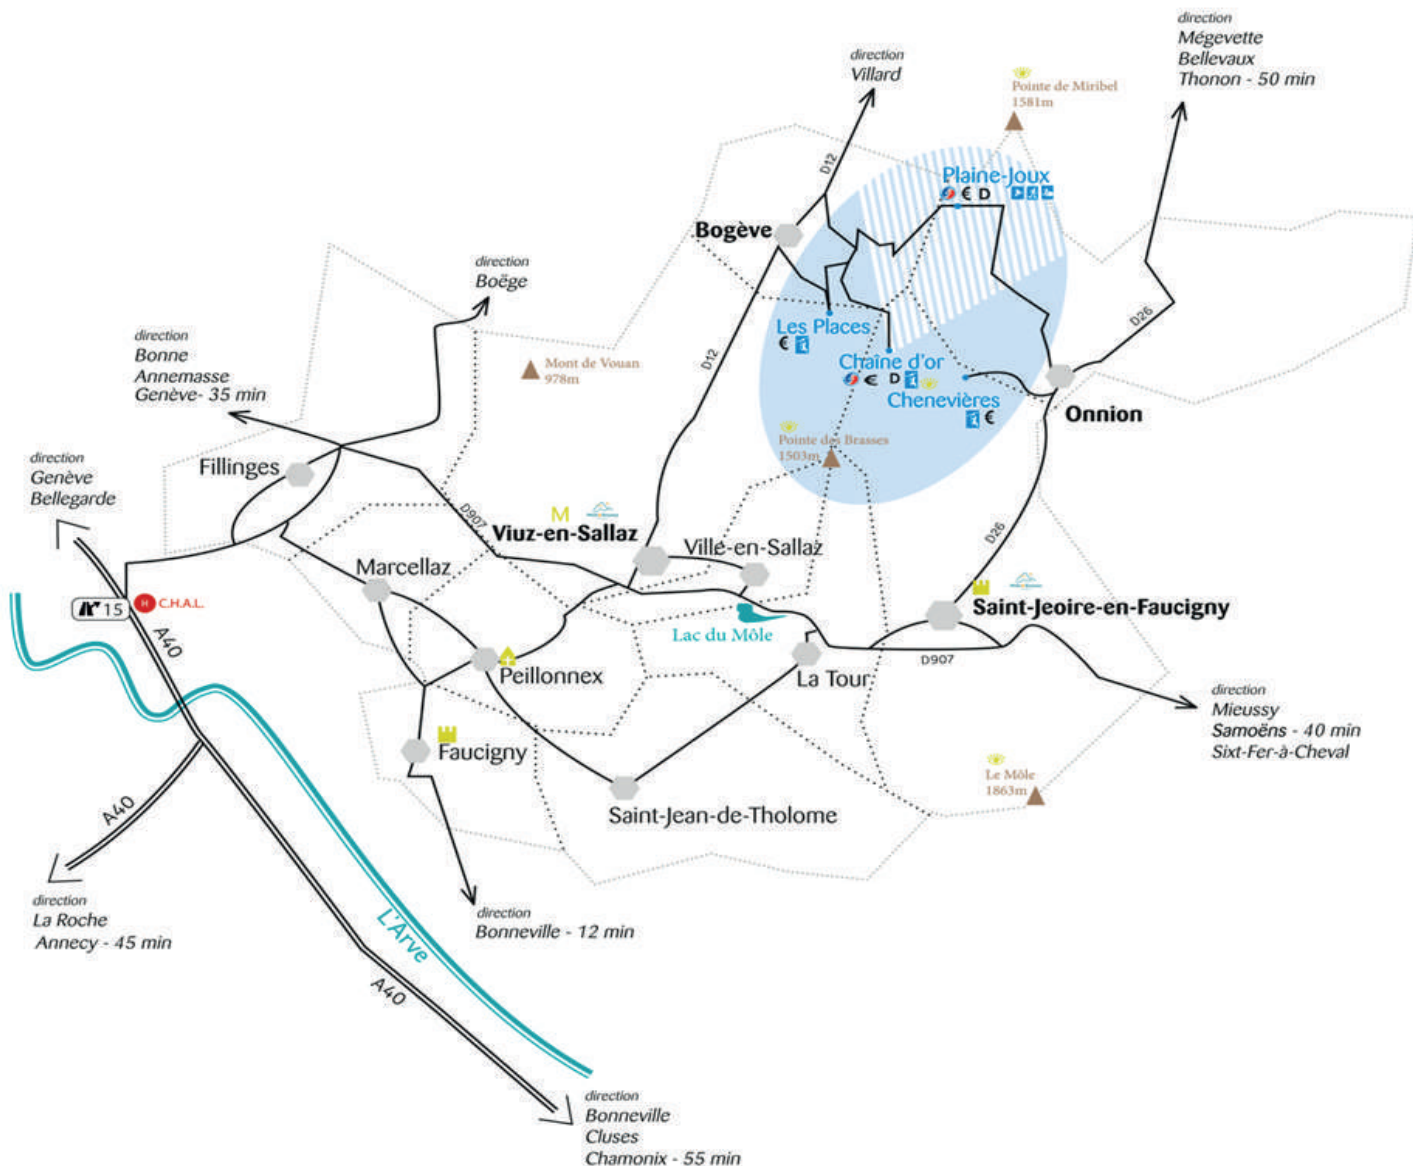 direction
Mégevette
Bellevaux
Thonon - 50 min
direction
Villard
Pointe de Miribel
1581m
D12
Plaine-Joux
€ D
Bogève
direction
Boëge
D26
Les Places
€
direction
Bonne
Annemasse
Genève- 35 min
Mont de Vouan
978m
D12
Chaîne d'or
€ D
Chenevières
€
Onnion
Pointe des Brasses
1503m
direction
Genève
Bellegarde
Fillinges
D907
M
Viuz-en-Sallaz
Ville-en-Sallaz
D26
Marcellaz
15
H C.H.A.L.
A40
Saint-Jeoire-en-Faucigny
Lac du Môle
D907
Peillonnex
La Tour
direction
Mieussy
Samoëns - 40 min
Sixt-Fer-à-Cheval
Faucigny
Le Môle
1863m
Saint-Jean-de-Tholome
A40
direction
La Roche
Annecy - 45 min
L'Arve
direction
Bonneville - 12 min
A40
direction
Bonneville
Cluses
Chamonix - 55 min